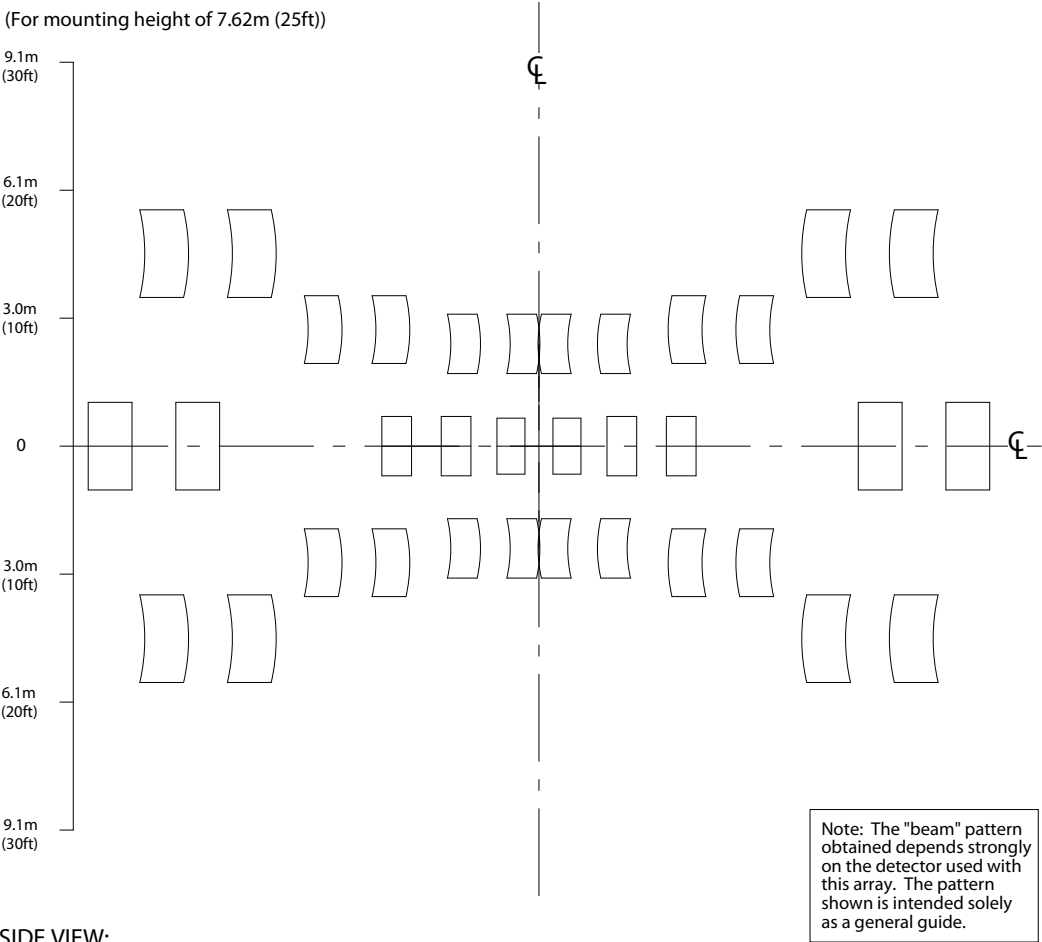 (For mounting height of 7.62m (25ft))
℄
9.1m
(30ft)
6.1m
(20ft)
3.0m
(10ft)
0
℄
3.0m
(10ft)
6.1m
(20ft)
9.1m
(30ft)
Note: The "beam" pattern
obtained depends strongly
on the detector used with
this array. The pattern
shown is intended solely
as a general guide.
SIDE VIEW: